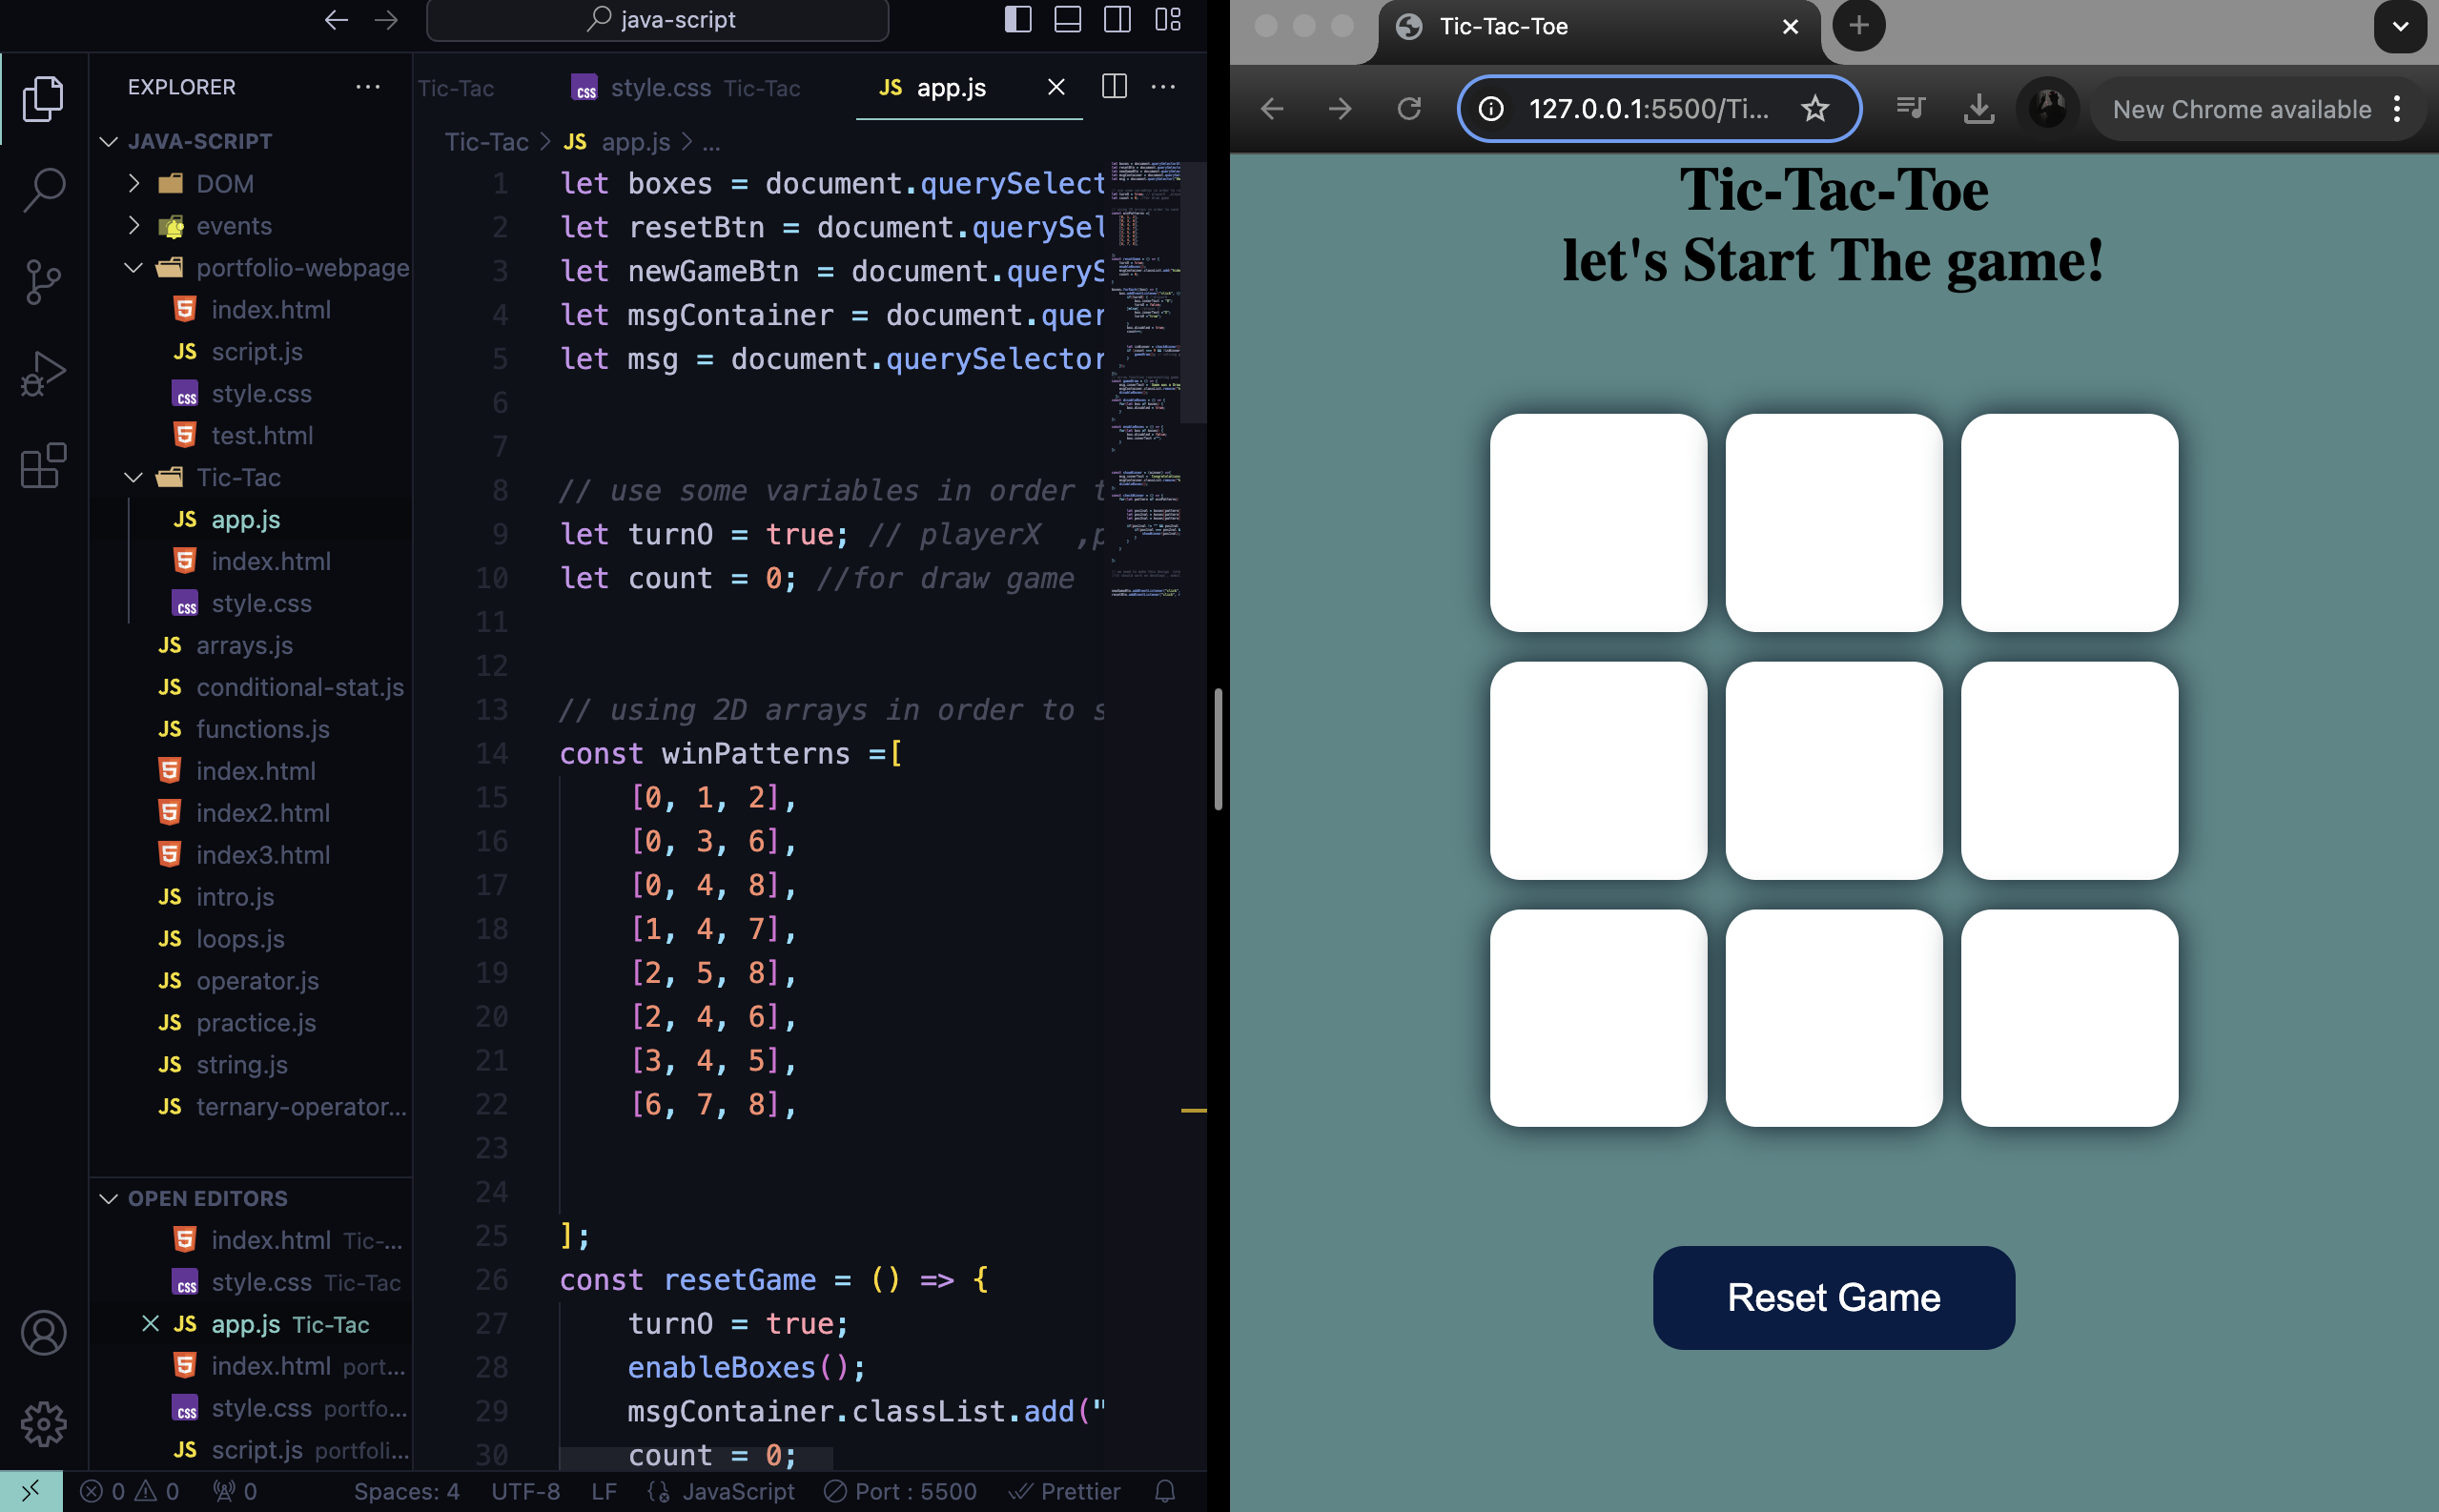 java-script
EXPLORER
JAVA-SCRIPT
DOM
events
portfolio-webpage
index.html
script.js
style.css
test.html
Tic-Tac
app.js
index.html
style.css
arrays.js
conditional-stat.js
functions.js
index.html
index2.html
index3.html
intro.js
loops.js
operator.js
practice.js
string.js
ternary-operator...
OPEN EDITORS
index.html Tic-...
style.css Tic-Tac
app.js Tic-Tac
index.html port...
style.css portfo...
script.js portfoli...
Tic-Tac style.css Tic-Tac JS app.js
Tic-Tac > JS app.js > ...
1 let boxes = document.querySelect
2 let resetBtn = document.querySel
3 let newGameBtn = document.queryS
4 let msgContainer = document.quer
5 let msg = document.querySelector
6
7
8 // use some variables in order t
9 let turnO = true; // playerX  ,p
10 let count = 0; //for draw game
11
12
13 // using 2D arrays in order to s
14 const winPatterns =[
15 [0, 1, 2],
16 [0, 3, 6],
17 [0, 4, 8],
18 [1, 4, 7],
19 [2, 5, 8],
20 [2, 4, 6],
21 [3, 4, 5],
22 [6, 7, 8],
23
24
25 ];
26 const resetGame = () => {
27 turnO = true;
28 enableBoxes();
29 msgContainer.classList.add("
30 count = 0;
0 0 0 Spaces: 4 UTF-8 LF JavaScript Port : 5500 Prettier
Tic-Tac-Toe
127.0.0.1:5500/Ti...
New Chrome available
Tic-Tac-Toe
let's Start The game!
Reset Game